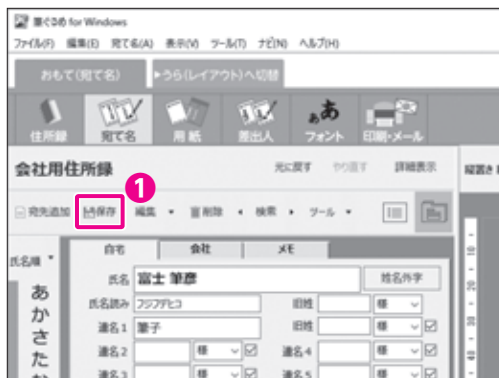 筆ぐるめ for Windows
ファイル(F) 編集(E) 宛て名(A) 表示(V) ツール(T) ナビ(N) ヘルプ(H)
おもて(宛て名) ▶うら(レイアウト)へ切替
住所録 宛て名 用紙 差出人 フォント 印刷・メール
会社用住所録 元に戻す やり直す 詳細表示 縦置き
1
宛先追加 保存 編集 削除 検索 ツール
氏名順 自宅 会社 メモ
氏名 富士 筆彦 姓名外字
あ 氏名読み フジフデヒコ 旧姓 様
か 連名1 筆子 旧姓 様
さ 連名2 様 連名4 様
た 連名3 様 連名5 様